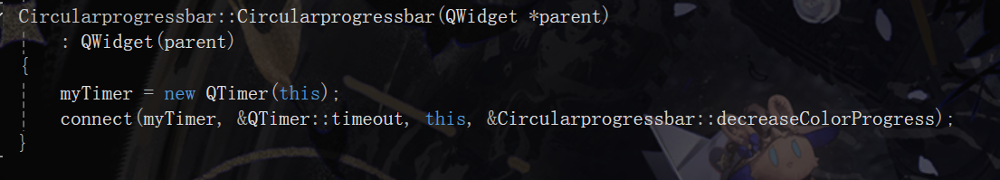 Circularprogressbar::Circularprogressbar(QWidget *parent)
    : QWidget(parent)
{
    myTimer = new QTimer(this);
    connect(myTimer, &QTimer::timeout, this, &Circularprogressbar::decreaseColorProgress);
}